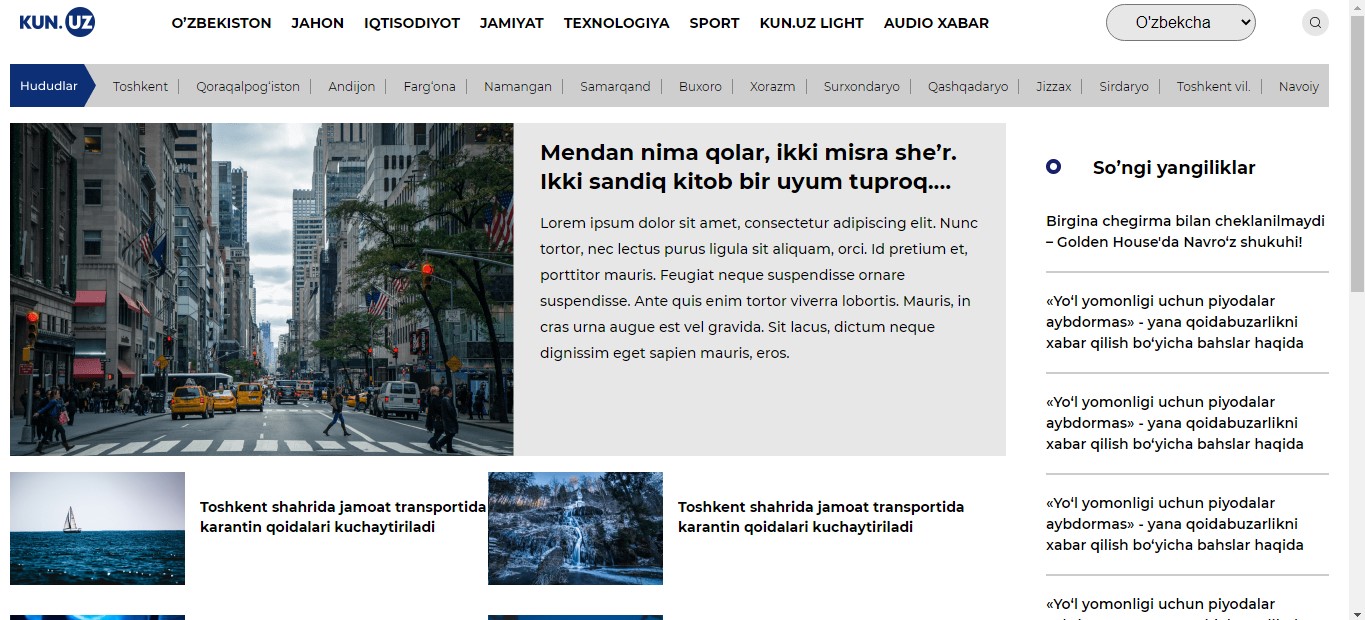 KUN.UZ
O’ZBEKISTON JAHON IQTISODIYOT JAMIYAT TEXNOLOGIYA SPORT KUN.UZ LIGHT AUDIO XABAR
O'zbekcha
Hududlar Toshkent Qoraqalpog‘iston Andijon Farg‘ona Namangan Samarqand Buxoro Xorazm Surxondaryo Qashqadaryo Jizzax Sirdaryo Toshkent vil. Navoiy
Mendan nima qolar, ikki misra she’r.
Ikki sandiq kitob bir uyum tuproq....
Lorem ipsum dolor sit amet, consectetur adipiscing elit. Nunc
tortor, nec lectus purus ligula sit aliquam, orci. Id pretium et,
porttitor mauris. Feugiat neque suspendisse ornare
suspendisse. Ante quis enim tortor viverra lobortis. Mauris, in
cras urna augue est vel gravida. Sit lacus, dictum neque
dignissim eget sapien mauris, eros.
Toshkent shahrida jamoat transportida
karantin qoidalari kuchaytiriladi
Toshkent shahrida jamoat transportida
karantin qoidalari kuchaytiriladi
So’ngi yangiliklar
Birgina chegirma bilan cheklanilmaydi
– Golden House'da Navro‘z shukuhi!
«Yo‘l yomonligi uchun piyodalar
aybdormas» - yana qoidabuzarlikni
xabar qilish bo‘yicha bahslar haqida
«Yo‘l yomonligi uchun piyodalar
aybdormas» - yana qoidabuzarlikni
xabar qilish bo‘yicha bahslar haqida
«Yo‘l yomonligi uchun piyodalar
aybdormas» - yana qoidabuzarlikni
xabar qilish bo‘yicha bahslar haqida
«Yo‘l yomonligi uchun piyodalar